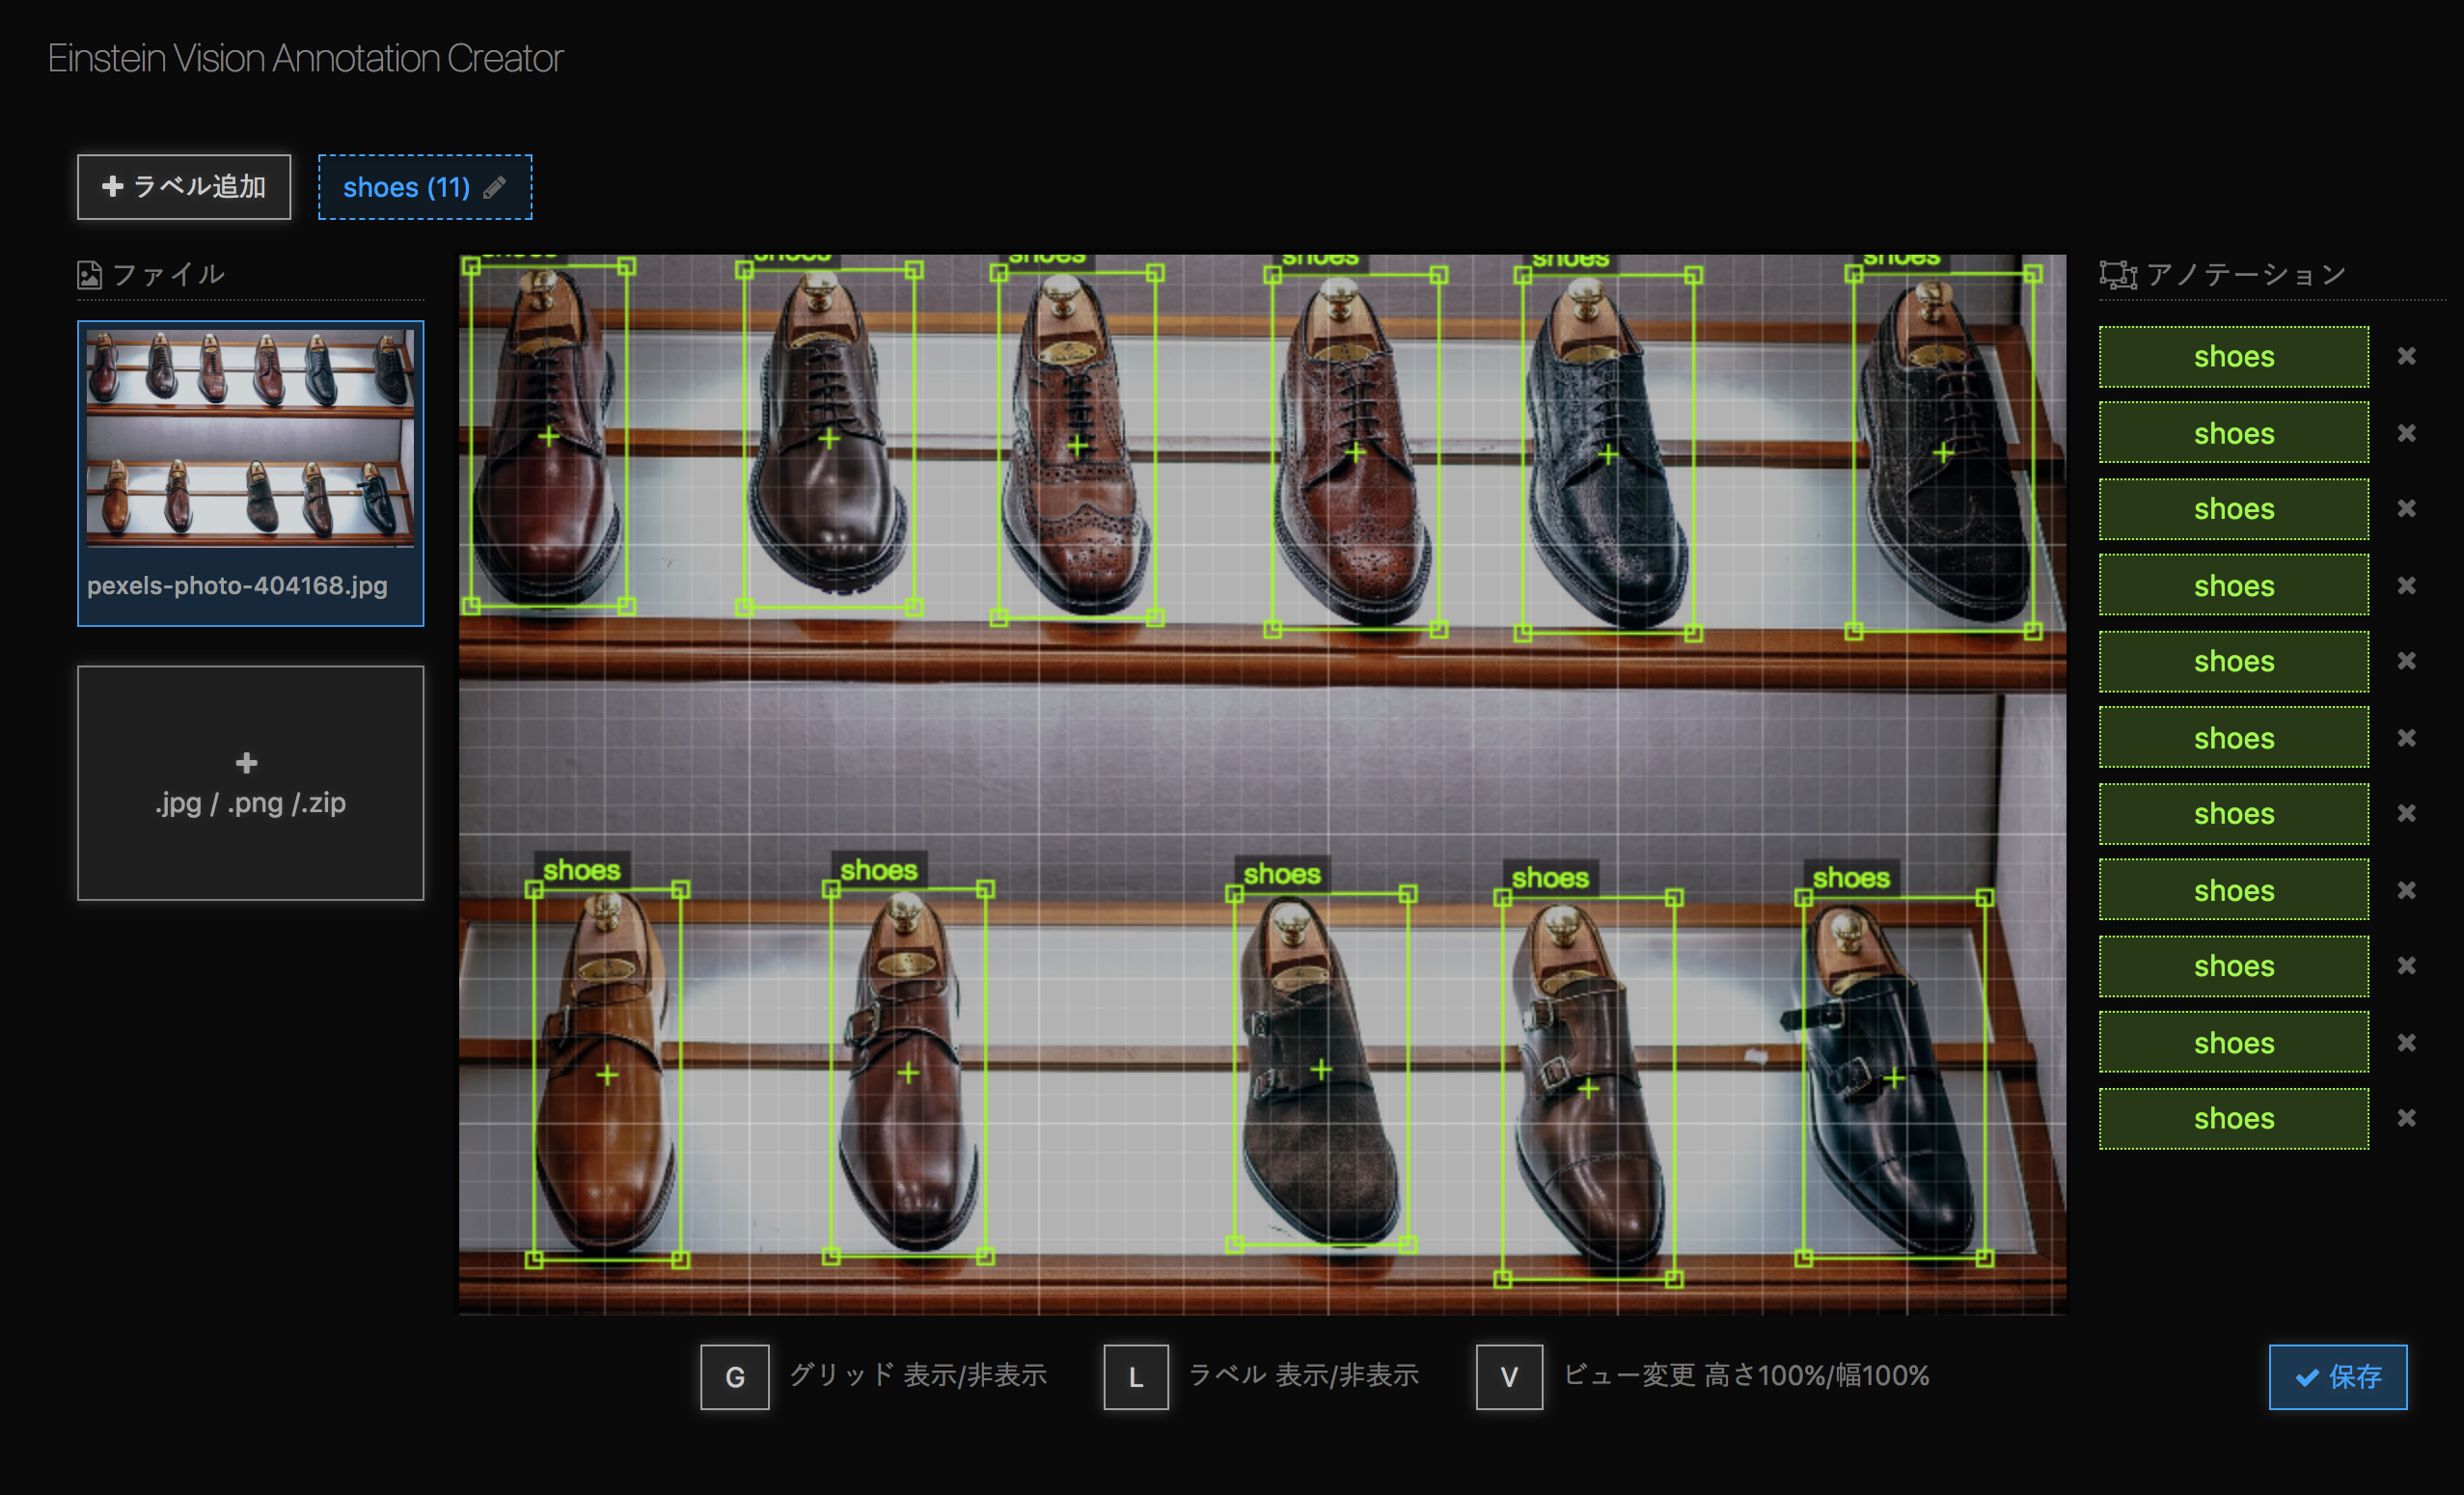 Einstein Vision Annotation Creator
ラベル追加
shoes (11)
ファイル
pexels-photo-404168.jpg
.jpg / .png /.zip
shoes
shoes
shoes
shoes
shoes
shoes
shoes
shoes
shoes
shoes
shoes
アノテーション
shoes
shoes
shoes
shoes
shoes
shoes
shoes
shoes
shoes
shoes
shoes
G グリッド 表示/非表示
L ラベル 表示/非表示
V ビュー変更 高さ100%/幅100%
保存